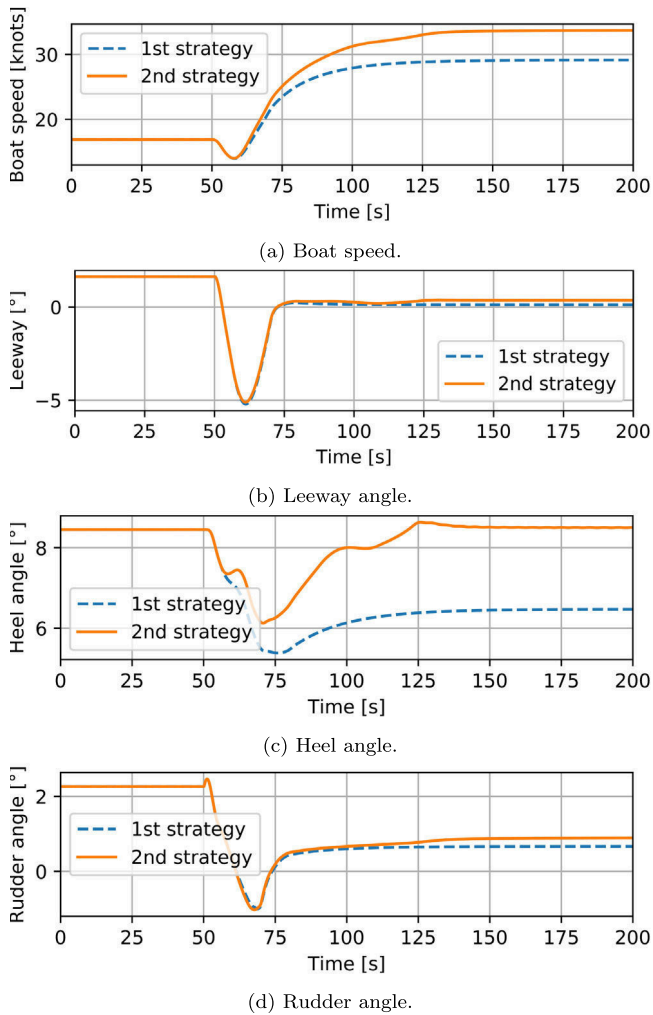 Boat speed [knots]
30
20
1st strategy
2nd strategy
0 25 50 75 100 125 150 175 200
Time [s]
(a) Boat speed.
Leeway [°]
0
−5
1st strategy
2nd strategy
0 25 50 75 100 125 150 175 200
Time [s]
(b) Leeway angle.
Heel angle [°]
8
6
1st strategy
2nd strategy
0 25 50 75 100 125 150 175 200
Time [s]
(c) Heel angle.
Rudder angle [°]
2
0
1st strategy
2nd strategy
0 25 50 75 100 125 150 175 200
Time [s]
(d) Rudder angle.